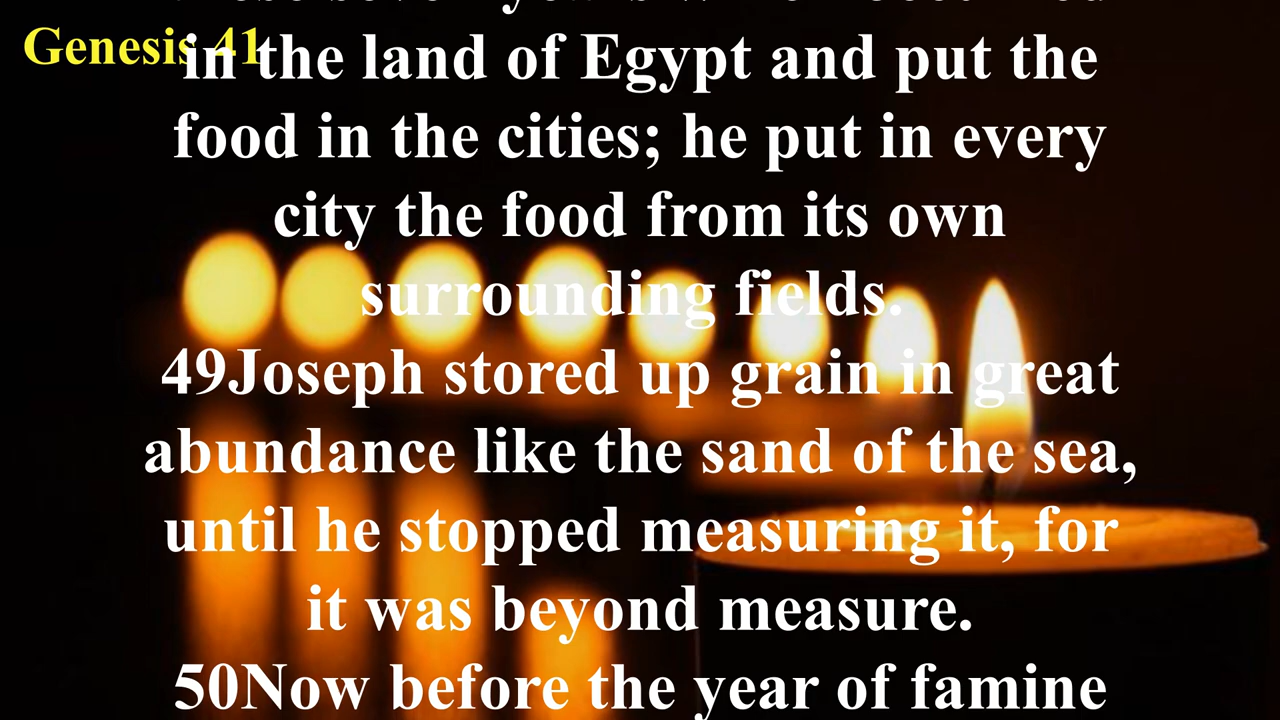 Genesis 41
in the land of Egypt and put the
food in the cities; he put in every
city the food from its own
surrounding fields.
49Joseph stored up grain in great
abundance like the sand of the sea,
until he stopped measuring it, for
it was beyond measure.
50Now before the year of famine